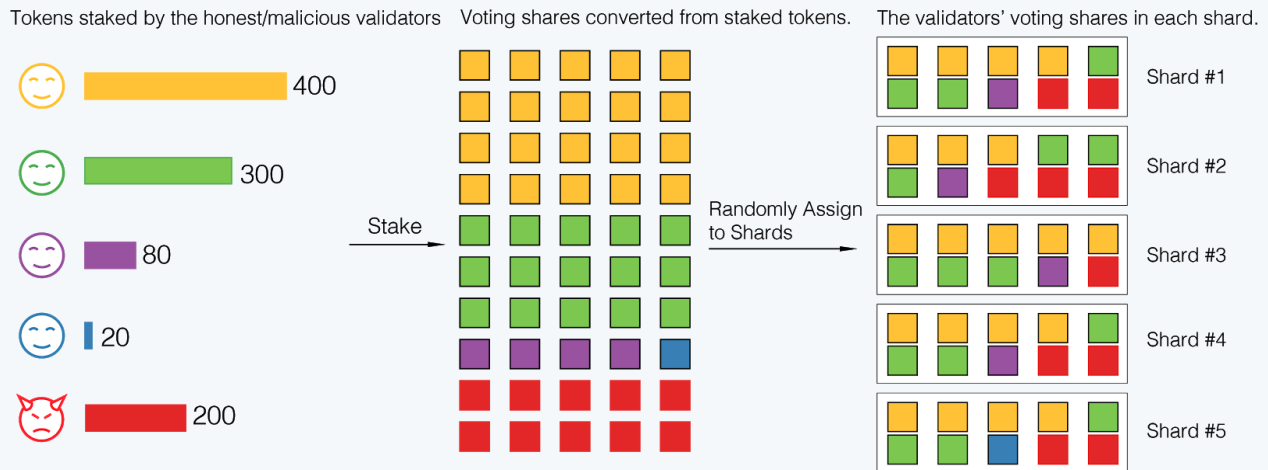 Tokens staked by the honest/malicious validators
Voting shares converted from staked tokens.
The validators' voting shares in each shard.
400
300
80
20
200
Stake
Randomly Assign
to Shards
Shard #1
Shard #2
Shard #3
Shard #4
Shard #5